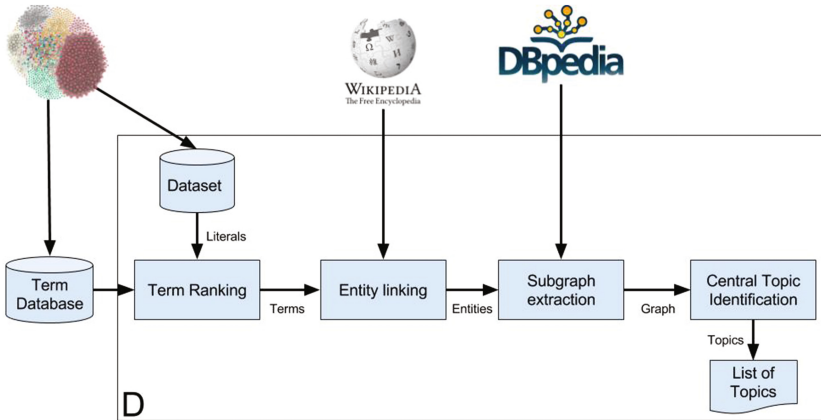 WIKIPEDIA
The Free Encyclopedia
DBpedia
Dataset
Literals
Term
Database
Term Ranking
Terms
Entity linking
Entities
Subgraph
extraction
Graph
Central Topic
Identification
Topics
List of
Topics
D